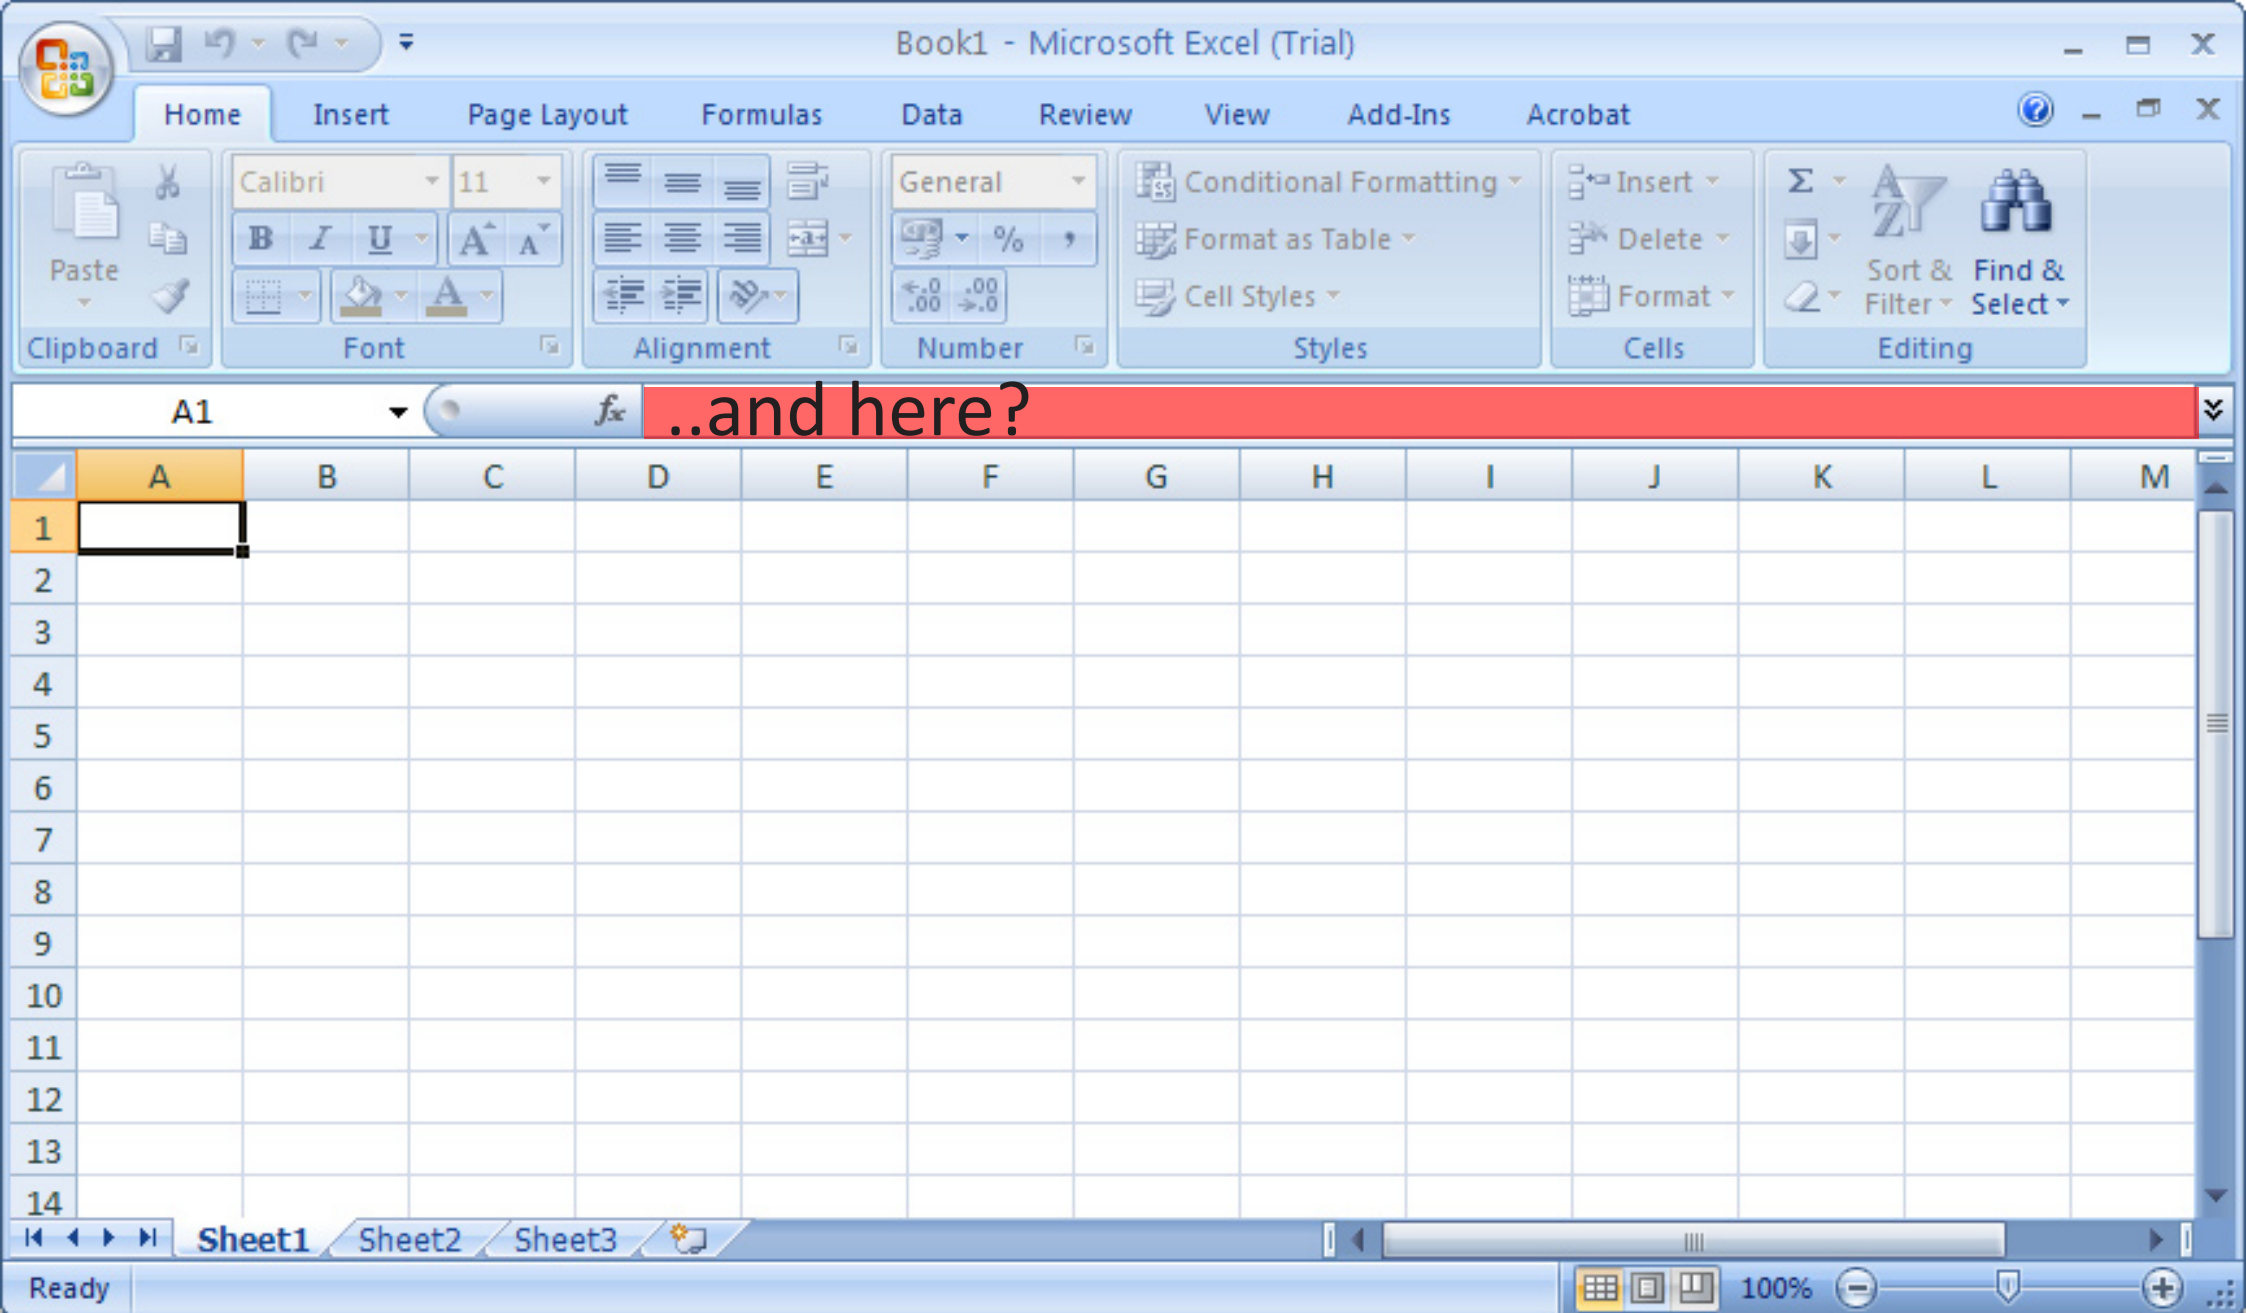 Book1 - Microsoft Excel (Trial)
Home Insert Page Layout Formulas Data Review View Add-Ins Acrobat
Calibri 11 General Conditional Formatting Insert Σ
B I U A A % , Format as Table Delete
Paste A .00 .00 Cell Styles Format Sort & Filter Find & Select
Clipboard Font Alignment Number Styles Cells Editing
A1 fx ..and here?
A B C D E F G H I J K L M
1
2
3
4
5
6
7
8
9
10
11
12
13
14
Sheet1 Sheet2 Sheet3
Ready 100%